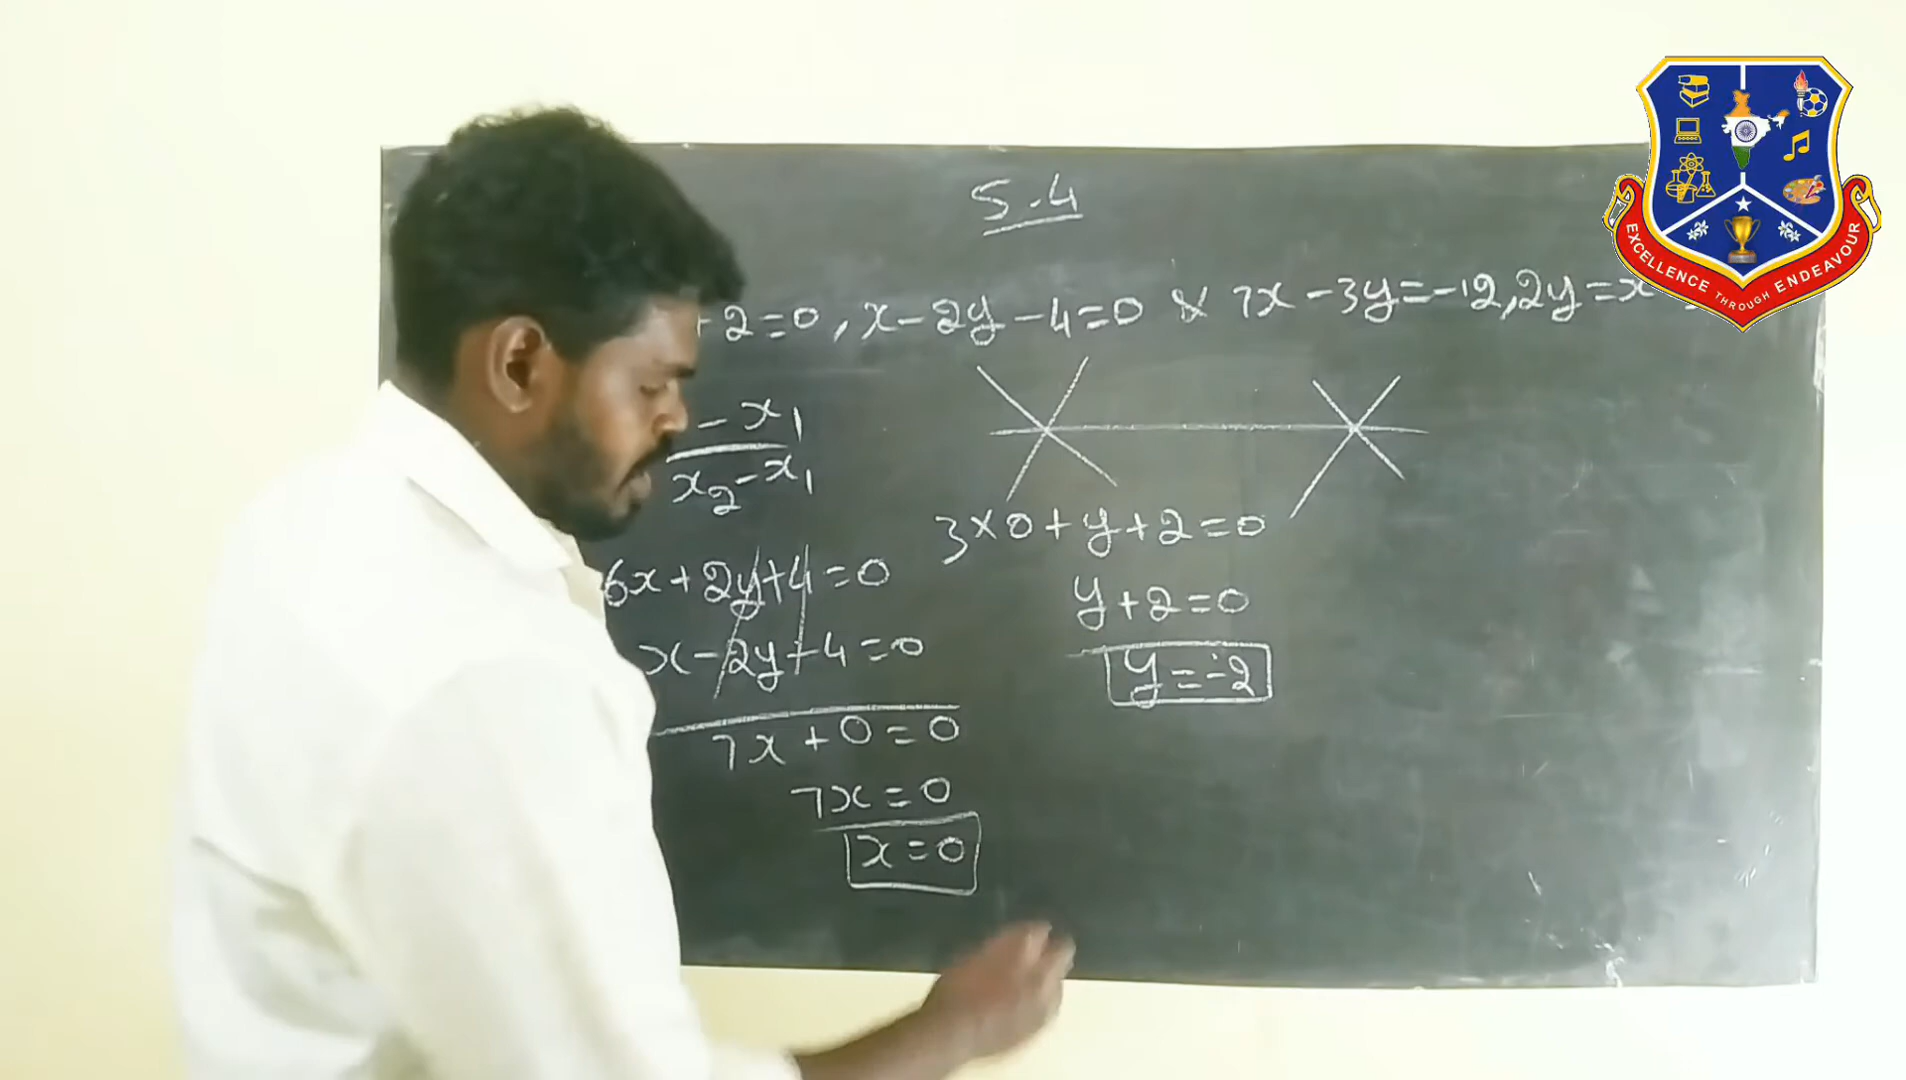 5.4
+2=0, x-2y-4=0 & 7x-3y=-12, 2y=x
-x₁
x₂-x₁
6x+2y+4=0
x-2y-4=0
7x+0=0
7x=0
x=0
3×0+y+2=0
y+2=0
y=-2
EXCELLENCE THROUGH ENDEAVOUR